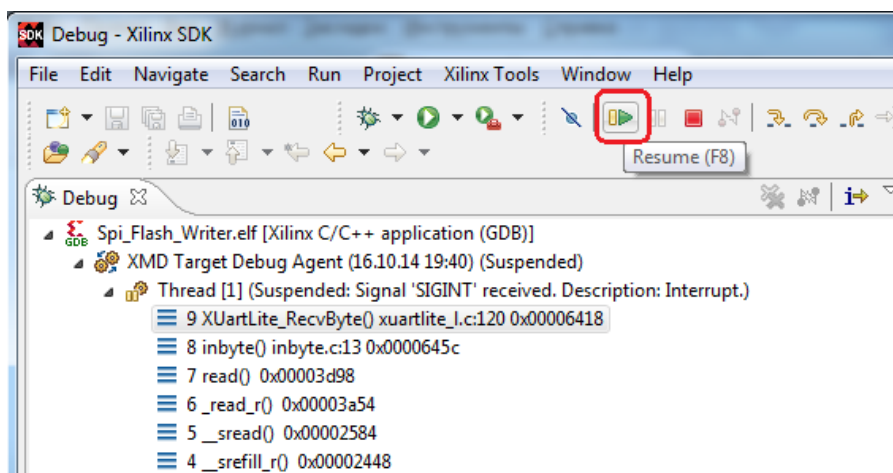 SDK Debug - Xilinx SDK
File Edit Navigate Search Run Project Xilinx Tools Window Help
010
Resume (F8)
Debug
i
GDB Spi_Flash_Writer.elf [Xilinx C/C++ application (GDB)]
XMD Target Debug Agent (16.10.14 19:40) (Suspended)
Thread [1] (Suspended: Signal 'SIGINT' received. Description: Interrupt.)
9 XUartLite_RecvByte() xuartlite_l.c:120 0x00006418
8 inbyte() inbyte.c:13 0x0000645c
7 read() 0x00003d98
6 _read_r() 0x00003a54
5 __sread() 0x00002584
4 __srefill_r() 0x00002448